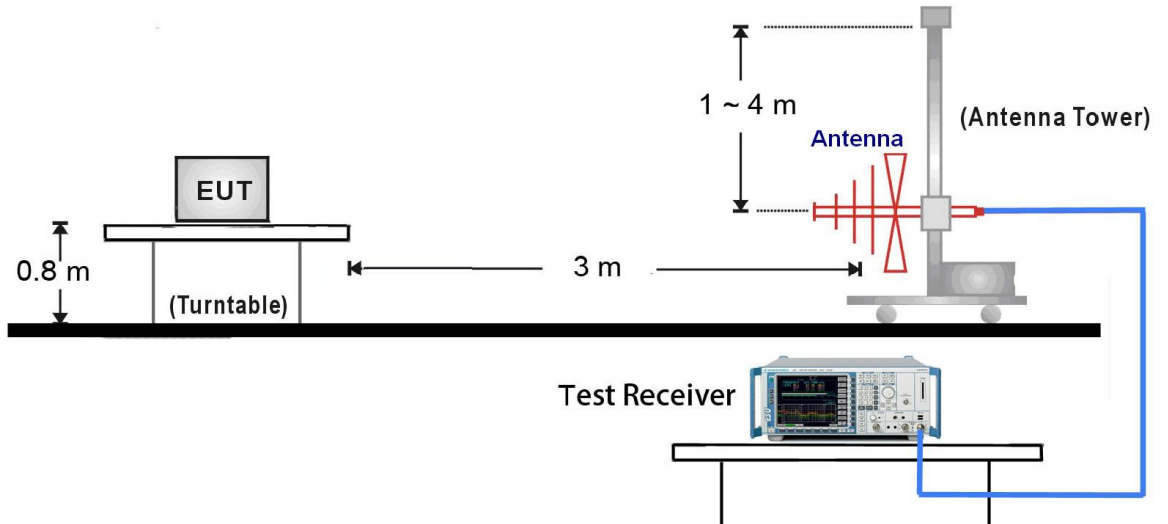 1 ~ 4 m
(Antenna Tower)
Antenna
EUT
0.8 m
3 m
(Turntable)
Test Receiver